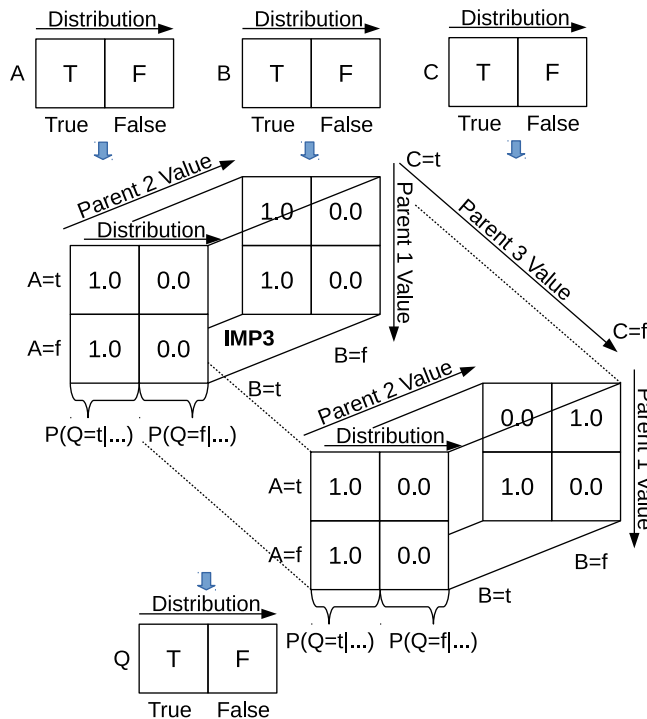 Distribution
Distribution
Distribution
A T F
B T F
C T F
True False
True False
True False
C=t
Parent 2 Value
Parent 1 Value
Parent 3 Value
Distribution
1.0 0.0
A=t 1.0 0.0
1.0 0.0
A=f 1.0 0.0
IMP3
C=f
B=f
B=t
P(Q=t|...) P(Q=f|...)
Parent 2 Value
Parent 1 Value
Distribution
0.0 1.0
A=t 1.0 0.0
1.0 0.0
A=f 1.0 0.0
B=f
B=t
P(Q=t|...) P(Q=f|...)
Distribution
Q T F
True False